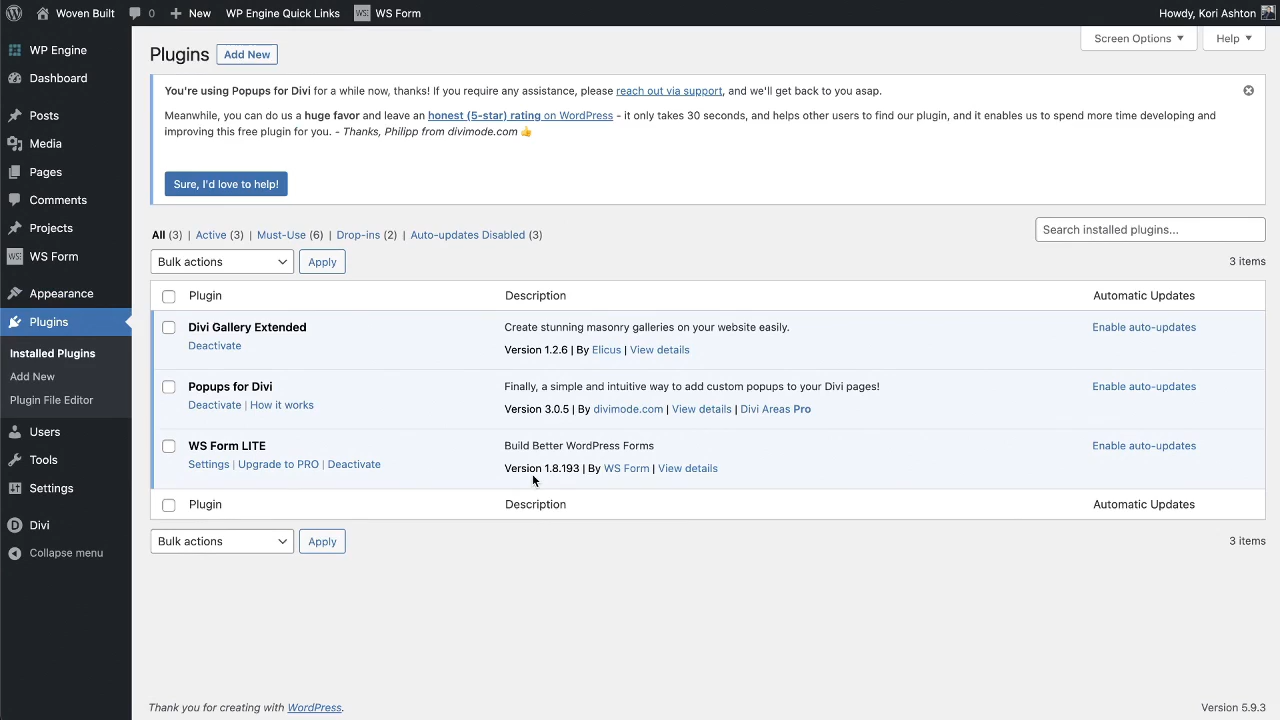 Woven Built 0 New WP Engine Quick Links WS Form Howdy, Kori Ashton
WP Engine
Dashboard
Posts
Media
Pages
Comments
Projects
WS Form
Appearance
Plugins
Installed Plugins
Add New
Plugin File Editor
Users
Tools
Settings
Divi
Collapse menu
Screen Options Help
Plugins Add New
You're using Popups for Divi for a while now, thanks! If you require any assistance, please reach out via support, and we'll get back to you asap.
Meanwhile, you can do us a huge favor and leave an honest (5-star) rating on WordPress - it only takes 30 seconds, and helps other users to find our plugin, and it enables us to spend more time developing and
improving this free plugin for you. - Thanks, Philipp from divimode.com 👍
Sure, I'd love to help!
All (3) | Active (3) | Must-Use (6) | Drop-ins (2) | Auto-updates Disabled (3)
Search installed plugins...
Bulk actions Apply 3 items
Plugin Description Automatic Updates
Divi Gallery Extended Create stunning masonry galleries on your website easily. Enable auto-updates
Deactivate Version 1.2.6 | By Elicus | View details
Popups for Divi Finally, a simple and intuitive way to add custom popups to your Divi pages! Enable auto-updates
Deactivate | How it works Version 3.0.5 | By divimode.com | View details | Divi Areas Pro
WS Form LITE Build Better WordPress Forms Enable auto-updates
Settings | Upgrade to PRO | Deactivate Version 1.8.193 | By WS Form | View details
Plugin Description Automatic Updates
Bulk actions Apply 3 items
Thank you for creating with WordPress. Version 5.9.3